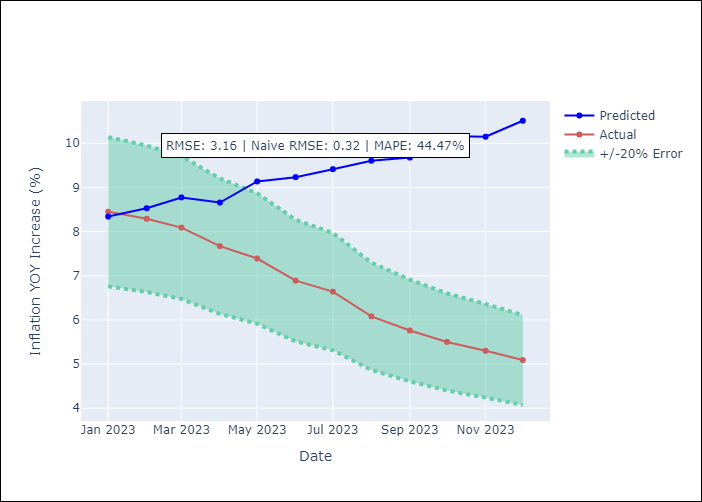 Predicted
Actual
+/-20% Error
RMSE: 3.16 | Naive RMSE: 0.32 | MAPE: 44.47%
Inflation YOY Increase (%)
10
9
8
7
6
5
4
Jan 2023 Mar 2023 May 2023 Jul 2023 Sep 2023 Nov 2023
Date